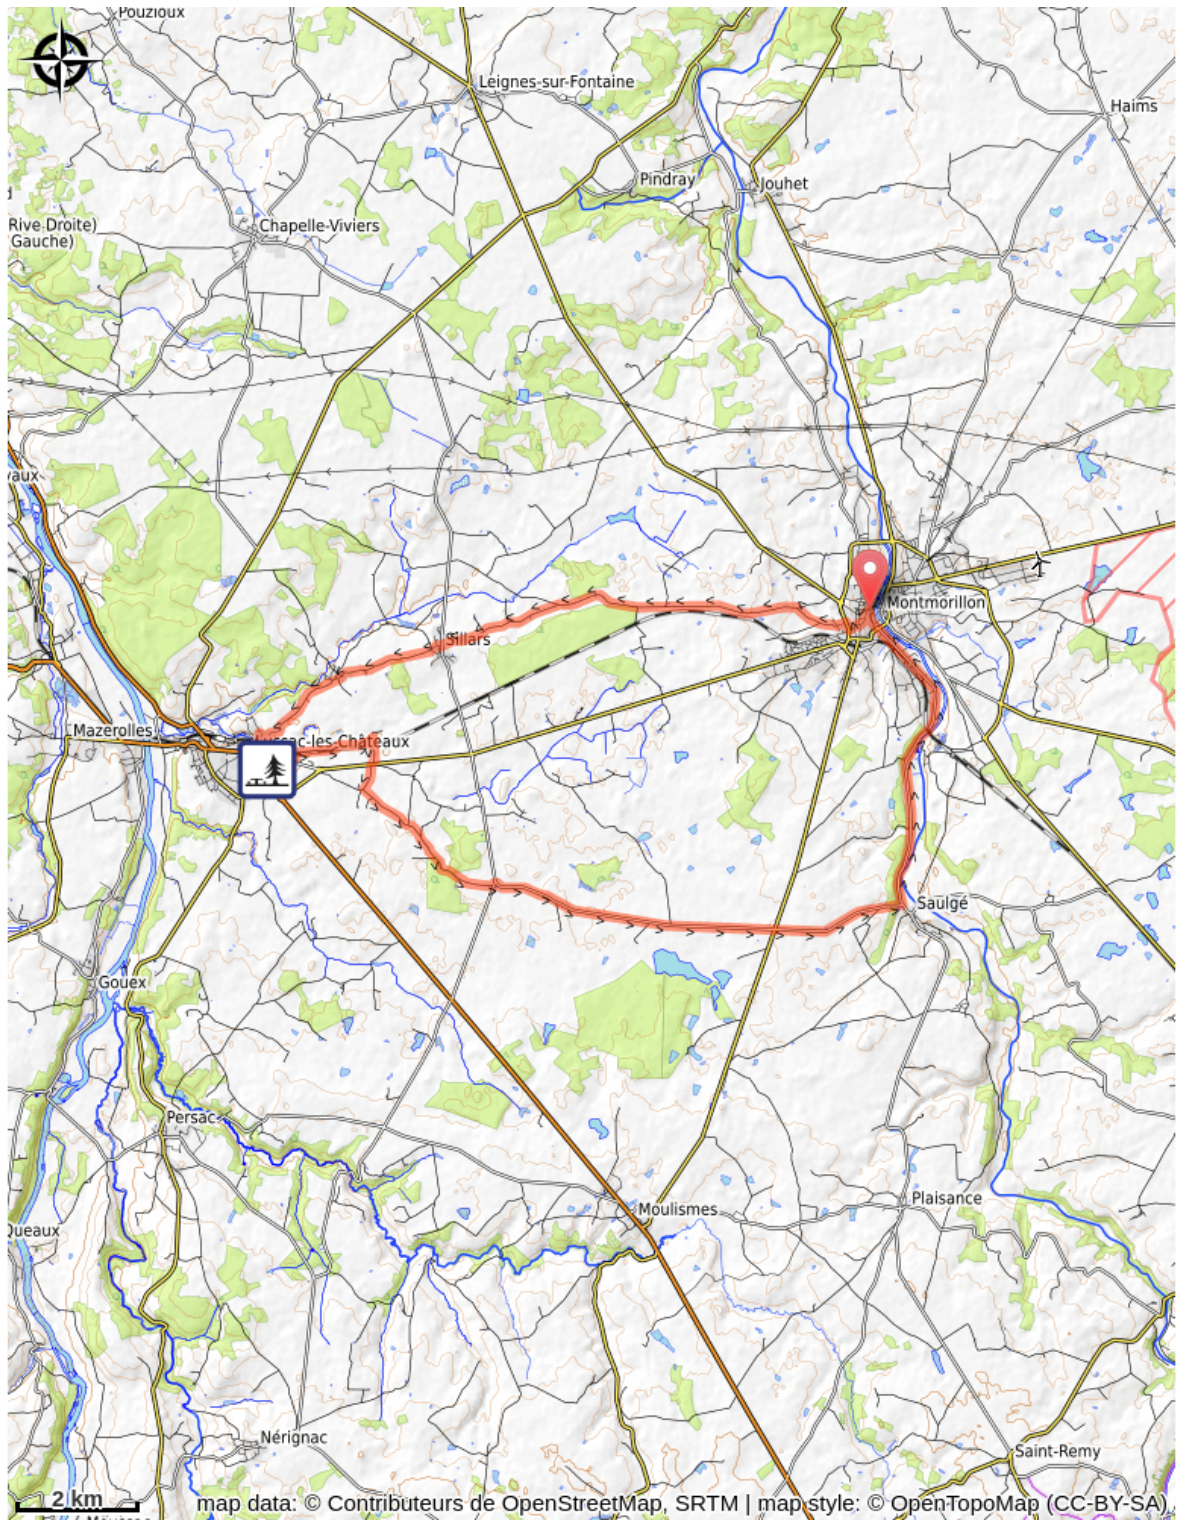 Pouzioux
Leignes-sur-Fontaine
Haims
Pindray
Jouhet
Rive Droite)
Gauche)
Chapelle-Viviers
vaux
Montmorillon
Sillars
Mazerolles
ssac-les-Châteaux
Saulgé
Gouex
Persac
Plaisance
Moulismes
Queaux
Nérignac
Saint-Remy
2 km
map data: © Contributeurs de OpenStreetMap, SRTM | map style: © OpenTopoMap (CC-BY-SA)